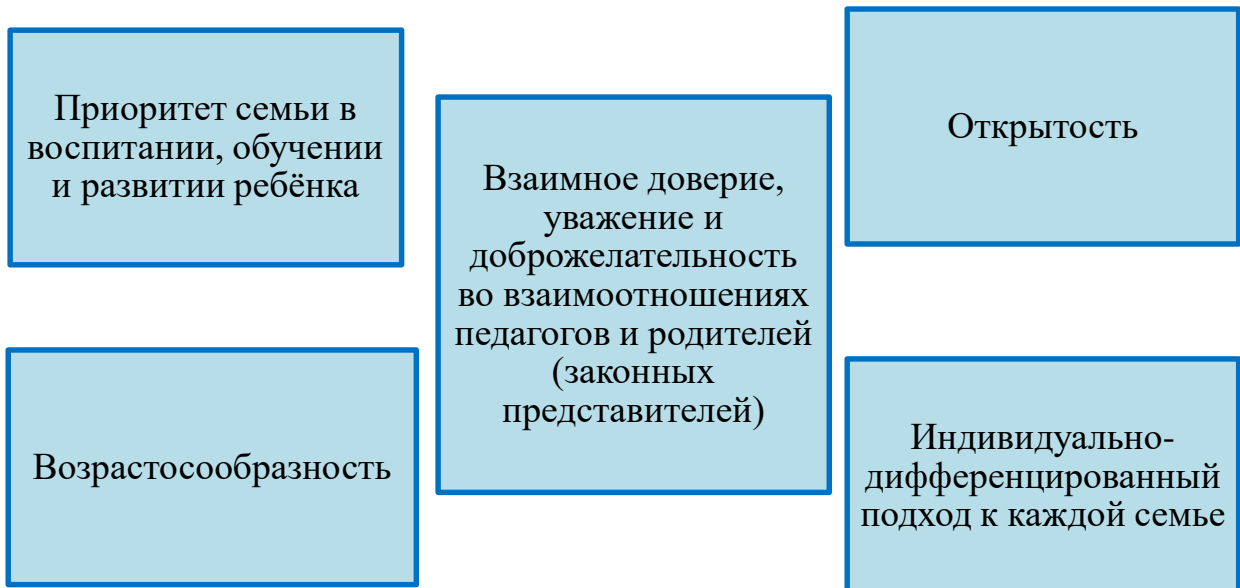 Приоритет семьи в
воспитании, обучении
и развитии ребёнка
Взаимное доверие,
уважение и
доброжелательность
во взаимоотношениях
педагогов и родителей
(законных
представителей)
Открытость
Возрастосообразность
Индивидуально-
дифференцированный
подход к каждой семье